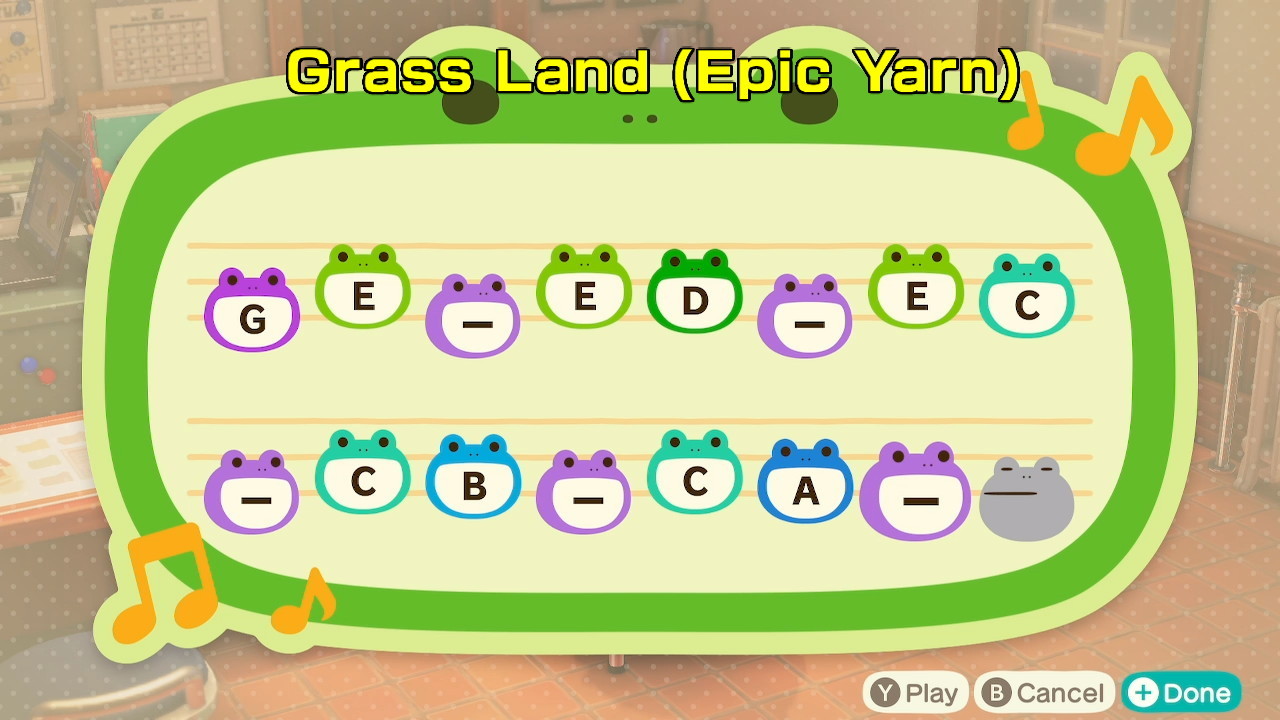 Grass Land (Epic Yarn)
G E – E D – E C
– C B – C A –
Y Play B Cancel + Done